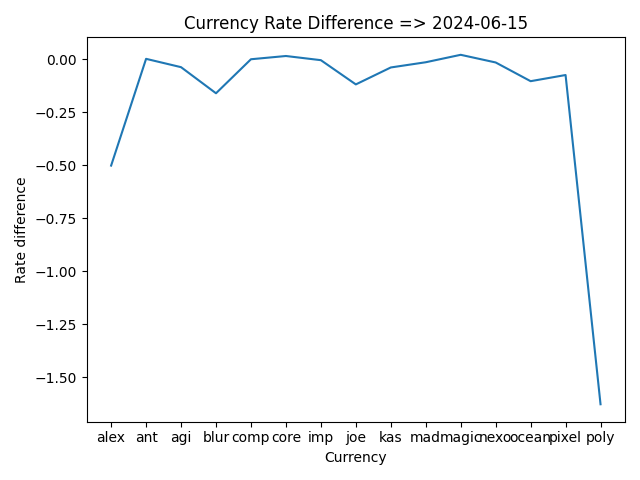 Currency Rate Difference => 2024-06-15
0.00
−0.25
−0.50
−0.75
−1.00
−1.25
−1.50
Rate difference
alex ant agi blur comp core imp joe kas mad magic nexo ocean pixel poly
Currency